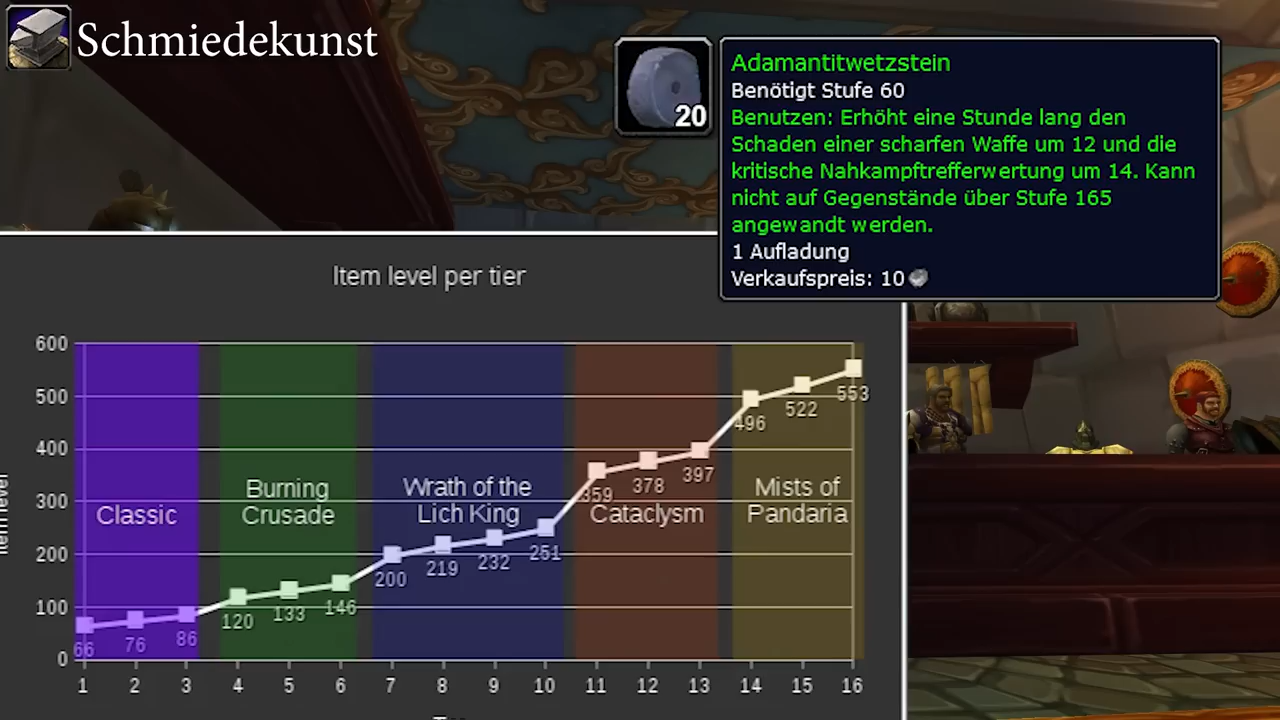 Schmiedekunst
20
Adamantitwetzstein
Benötigt Stufe 60
Benutzen: Erhöht eine Stunde lang den
Schaden einer scharfen Waffe um 12 und die
kritische Nahkampftrefferwertung um 14. Kann
nicht auf Gegenstände über Stufe 165
angewandt werden.
1 Aufladung
Verkaufspreis: 10
Item level per tier
600
500
400
300
200
100
0
Classic
Burning
Crusade
Wrath of the
Lich King
Cataclysm
Mists of
Pandaria
66
76
86
120
133
146
200
219
232
251
359
378
397
496
522
553
1 2 3 4 5 6 7 8 9 10 11 12 13 14 15 16